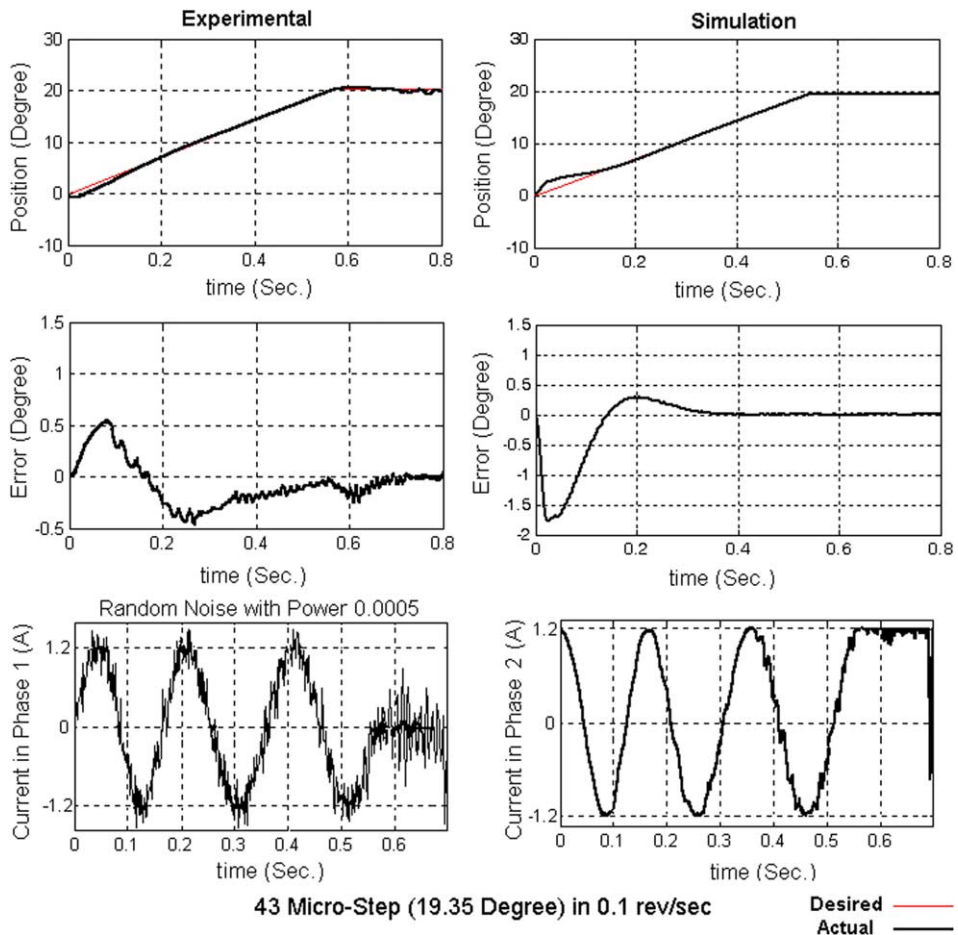 Experimental
Simulation
30
20
10
0
-10
Position (Degree)
0 0.2 0.4 0.6 0.8
time (Sec.)
30
20
10
0
-10
Position (Degree)
0 0.2 0.4 0.6 0.8
time (Sec.)
1.5
1
0.5
0
-0.5
Error (Degree)
0 0.2 0.4 0.6 0.8
time (Sec.)
1.5
1
0.5
0
-0.5
-1
-1.5
-2
Error (Degree)
0 0.2 0.4 0.6 0.8
time (Sec.)
Random Noise with Power 0.0005
1.2
0
-1.2
Current in Phase 1 (A)
0 0.1 0.2 0.3 0.4 0.5 0.6
time (Sec.)
1.2
0
-1.2
Current in Phase 2 (A)
0 0.1 0.2 0.3 0.4 0.5 0.6
time (Sec.)
43 Micro-Step (19.35 Degree) in 0.1 rev/sec
Desired
Actual